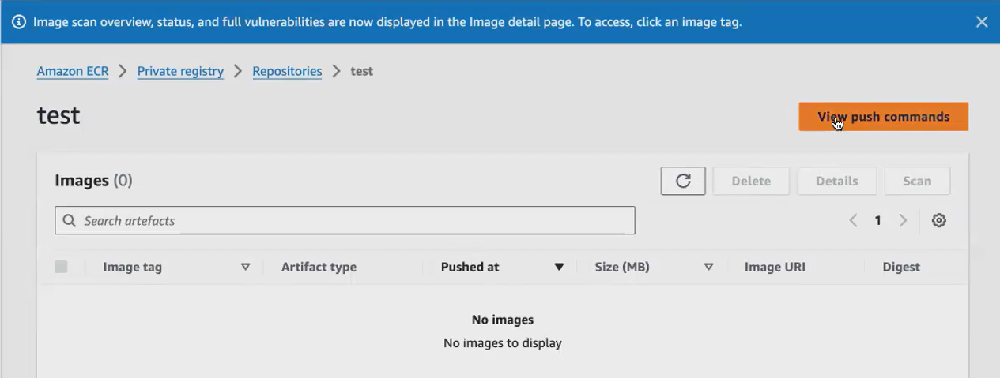 Image scan overview, status, and full vulnerabilities are now displayed in the Image detail page. To access, click an image tag.
Amazon ECR > Private registry > Repositories > test
test
View push commands
Images (0)
Delete
Details
Scan
Search artefacts
1
Image tag
Artifact type
Pushed at
Size (MB)
Image URI
Digest
No images
No images to display